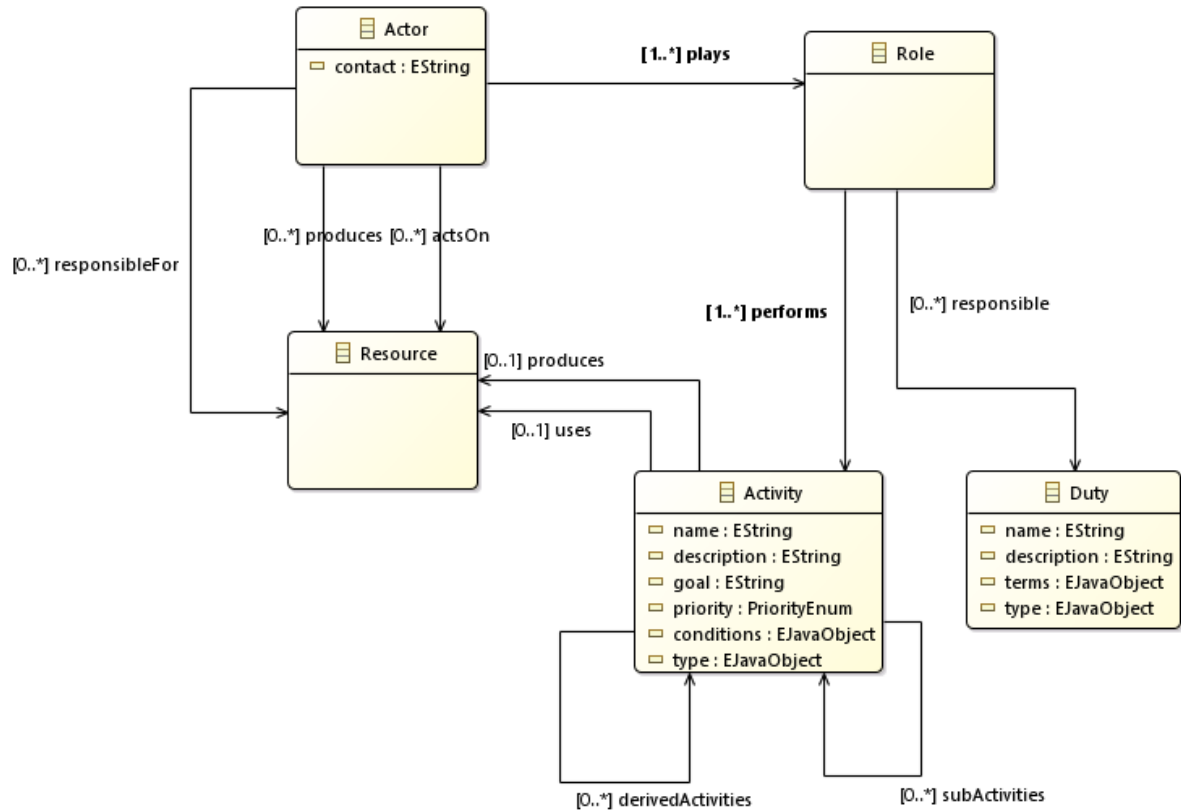 Actor
contact : EString
[1..*] plays
Role
[0..*] produces
[0..*] actsOn
[0..*] responsibleFor
[1..*] performs
[0..*] responsible
Resource
[0..1] produces
[0..1] uses
Activity
name : EString
description : EString
goal : EString
priority : PriorityEnum
conditions : EJavaObject
type : EJavaObject
Duty
name : EString
description : EString
terms : EJavaObject
type : EJavaObject
[0..*] derivedActivities
[0..*] subActivities